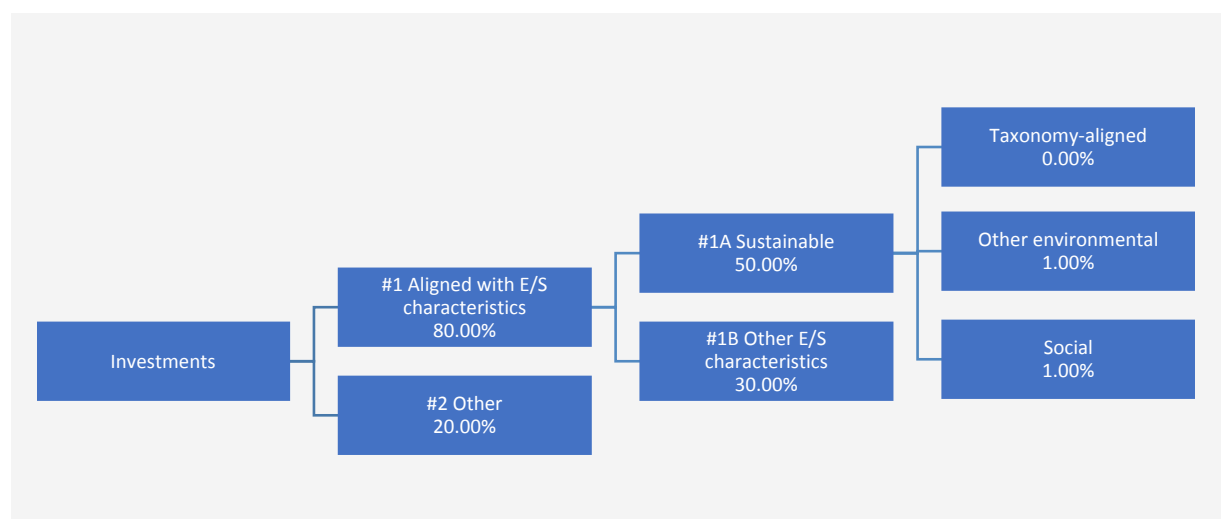 Investments
#1 Aligned with E/S
characteristics
80.00%
#2 Other
20.00%
#1A Sustainable
50.00%
#1B Other E/S
characteristics
30.00%
Taxonomy-aligned
0.00%
Other environmental
1.00%
Social
1.00%